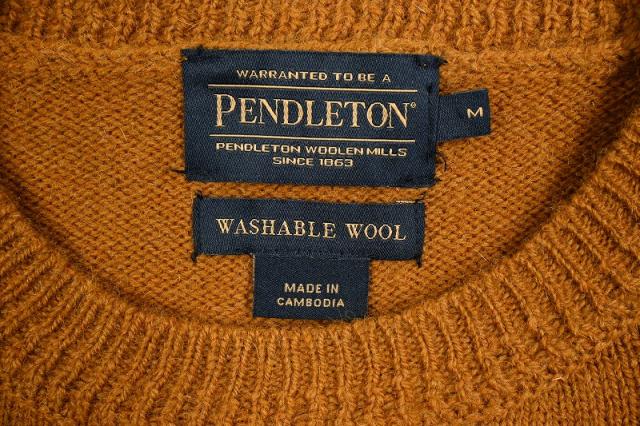 WARRANTED TO BE A
PENDLETON®
M
PENDLETON WOOLEN MILLS
SINCE 1863
WASHABLE WOOL
MADE IN
CAMBODIA